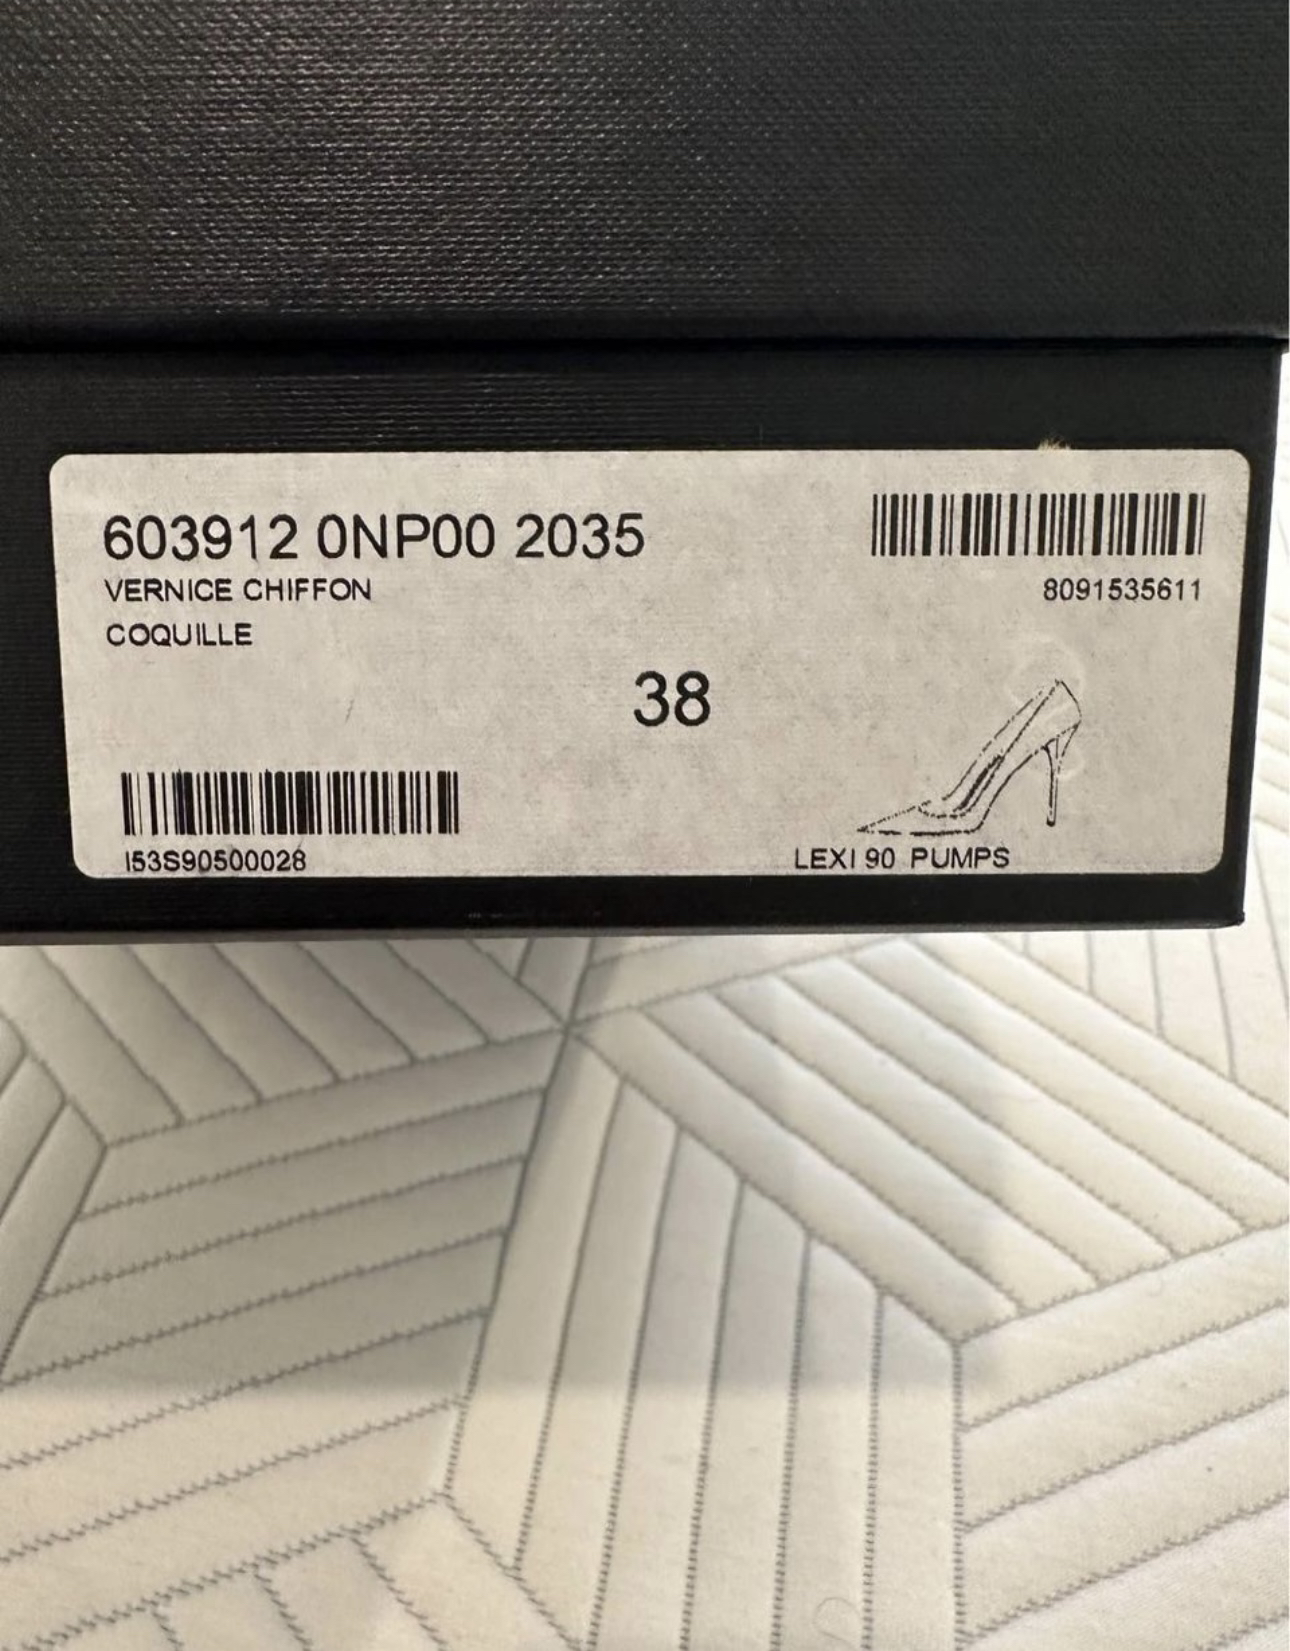 603912 0NP00 2035
VERNICE CHIFFON
8091535611
COQUILLE
38
I53S90500028
LEXI 90 PUMPS